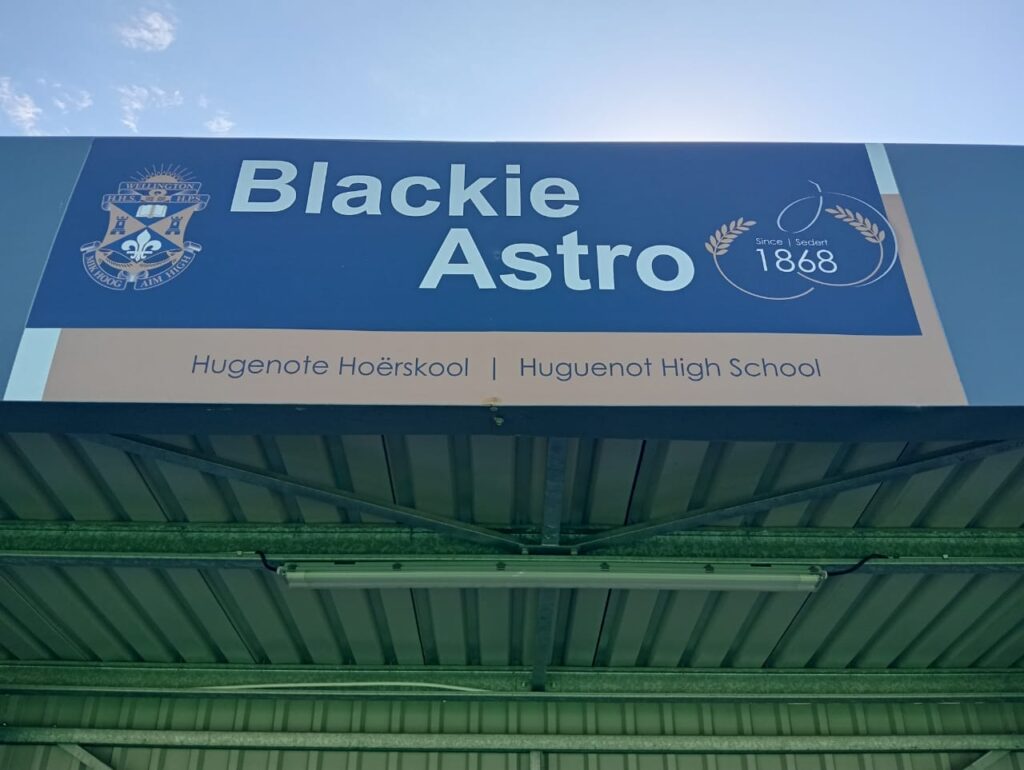 WELLINGTON
H.H.S. H.P.S.
MIK HOOG AIM HIGH
Blackie
Astro
Since | Sedert
1868
Hugenote Hoërskool | Huguenot High School